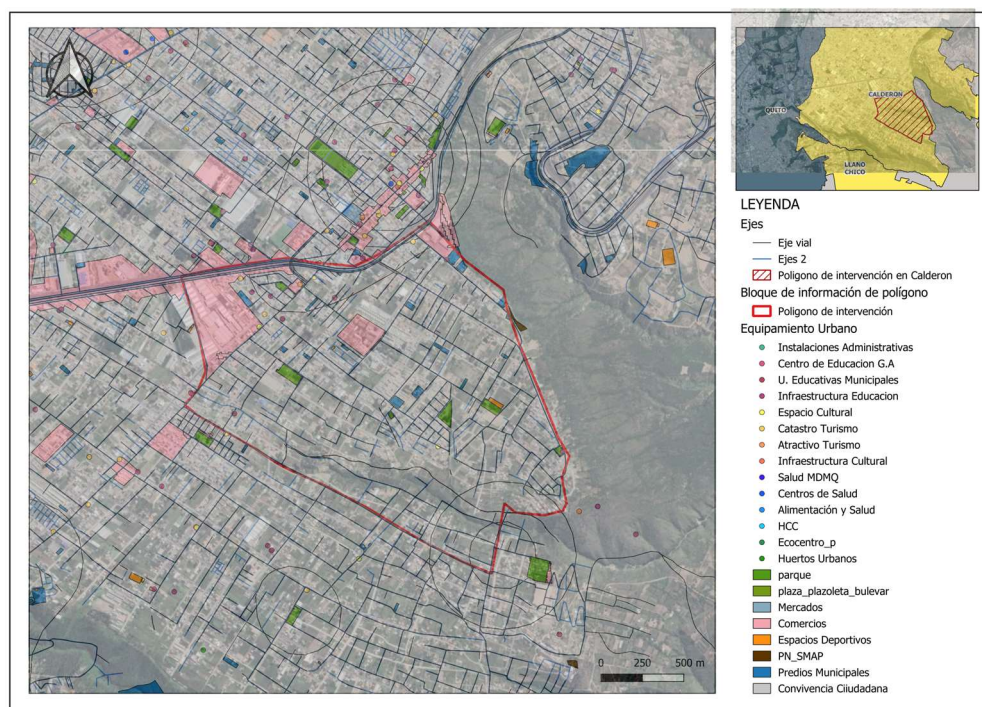 CALDERON
QUITO
LLANO
CHICO
LEYENDA
Ejes
Eje vial
Ejes 2
Poligono de intervención en Calderon
Bloque de información de polígono
Poligono de intervención
Equipamiento Urbano
Instalaciones Administrativas
Centro de Educacion G.A
U. Educativas Municipales
Infraestructura Educacion
Espacio Cultural
Catastro Turismo
Atractivo Turismo
Infraestructura Cultural
Salud MDMQ
Centros de Salud
Alimentación y Salud
HCC
Ecocentro_p
Huertos Urbanos
parque
plaza_plazoleta_bulevar
Mercados
Comercios
Espacios Deportivos
PN_SMAP
Predios Municipales
Convivencia Ciiudadana
0 250 500 m